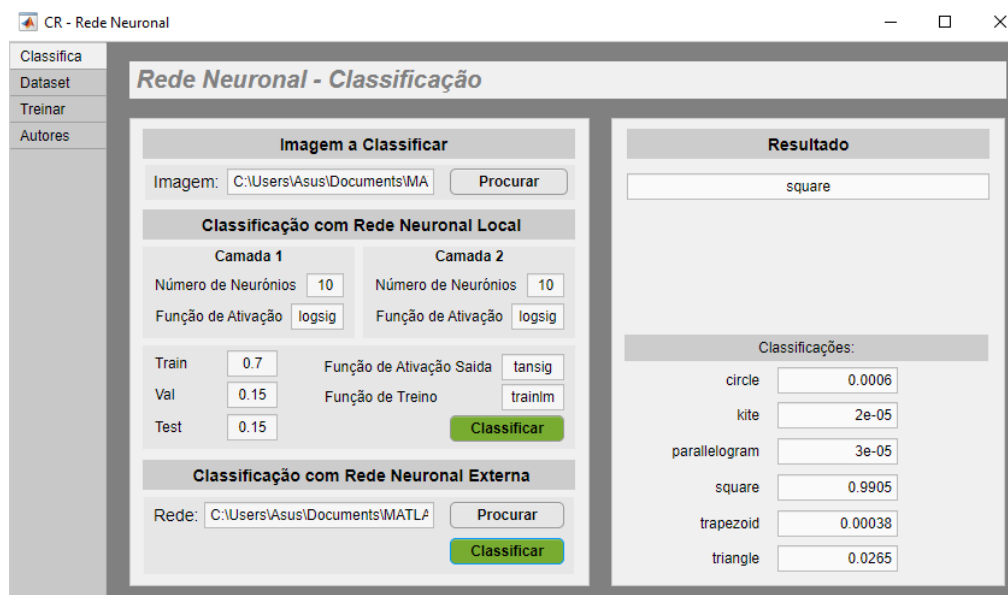 CR - Rede Neuronal
Classifica
Dataset
Treinar
Autores
Rede Neuronal - Classificação
Imagem a Classificar
Imagem: C:\Users\Asus\Documents\MA Procurar
Classificação com Rede Neuronal Local
Camada 1 Camada 2
Número de Neurónios 10 Número de Neurónios 10
Função de Ativação logsig Função de Ativação logsig
Train 0.7 Função de Ativação Saida tansig
Val 0.15 Função de Treino trainlm
Test 0.15 Classificar
Classificação com Rede Neuronal Externa
Rede: C:\Users\Asus\Documents\MATLA Procurar
Classificar
Resultado
square
Classificações:
circle 0.0006
kite 2e-05
parallelogram 3e-05
square 0.9905
trapezoid 0.00038
triangle 0.0265